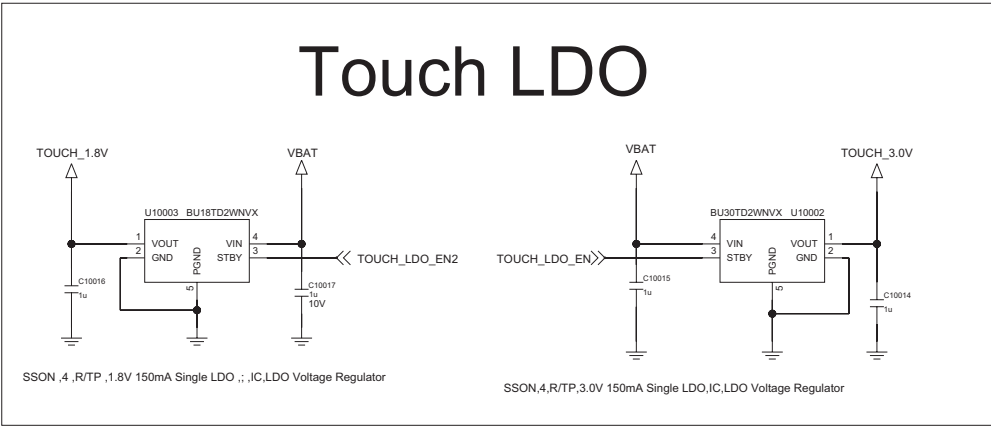 Touch LDO
TOUCH_1.8V
VBAT
U10003 BU18TD2WNVX
1
VOUT
VIN
4
2
GND
STBY
3
PGND
5
TOUCH_LDO_EN2
C10016
1u
C10017
1u
10V
SSON ,4 ,R/TP ,1.8V 150mA Single LDO ,; ,IC,LDO Voltage Regulator
VBAT
TOUCH_3.0V
BU30TD2WNVX U10002
4
VIN
VOUT
1
3
STBY
GND
2
PGND
5
TOUCH_LDO_EN
C10015
1u
C10014
1u
SSON,4,R/TP,3.0V 150mA Single LDO,IC,LDO Voltage Regulator